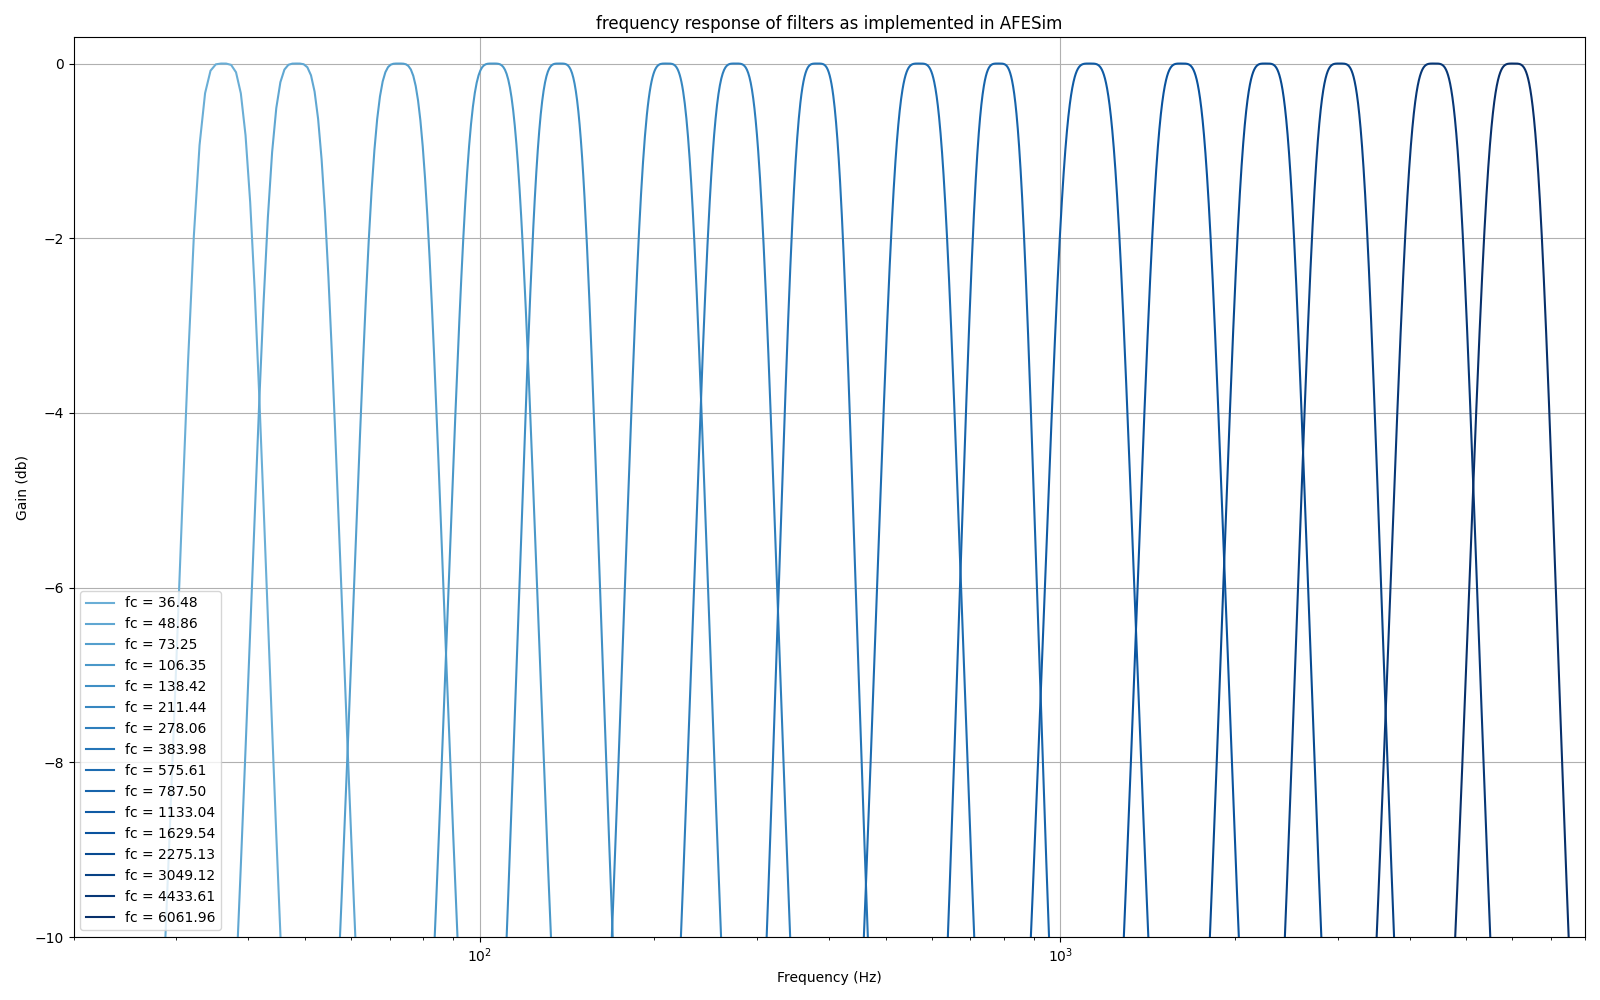 frequency response of filters as implemented in AFESim
Gain (db)
0
−2
−4
−6
−8
−10
fc = 36.48
fc = 48.86
fc = 73.25
fc = 106.35
fc = 138.42
fc = 211.44
fc = 278.06
fc = 383.98
fc = 575.61
fc = 787.50
fc = 1133.04
fc = 1629.54
fc = 2275.13
fc = 3049.12
fc = 4433.61
fc = 6061.96
10² 10³
Frequency (Hz)